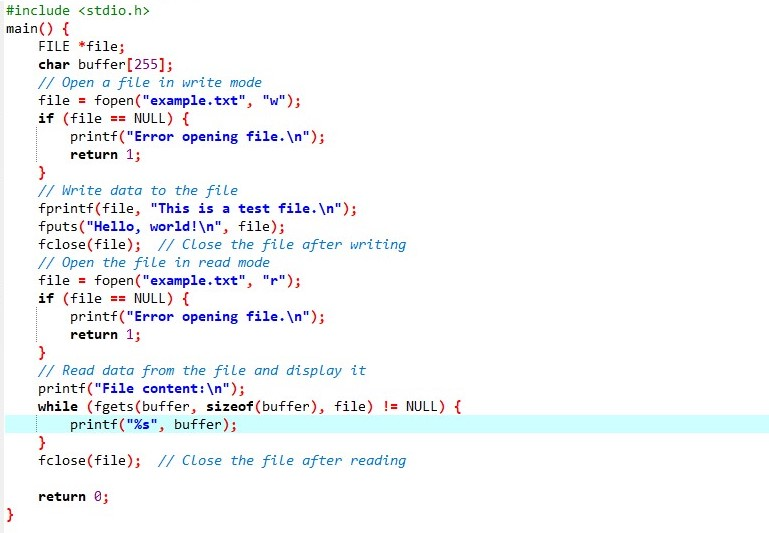 #include <stdio.h>
main() {
    FILE *file;
    char buffer[255];
    // Open a file in write mode
    file = fopen("example.txt", "w");
    if (file == NULL) {
        printf("Error opening file.\n");
        return 1;
    }
    // Write data to the file
    fprintf(file, "This is a test file.\n");
    fputs("Hello, world!\n", file);
    fclose(file);  // Close the file after writing
    // Open the file in read mode
    file = fopen("example.txt", "r");
    if (file == NULL) {
        printf("Error opening file.\n");
        return 1;
    }
    // Read data from the file and display it
    printf("File content:\n");
    while (fgets(buffer, sizeof(buffer), file) != NULL) {
        printf("%s", buffer);
    }
    fclose(file);  // Close the file after reading

    return 0;
}